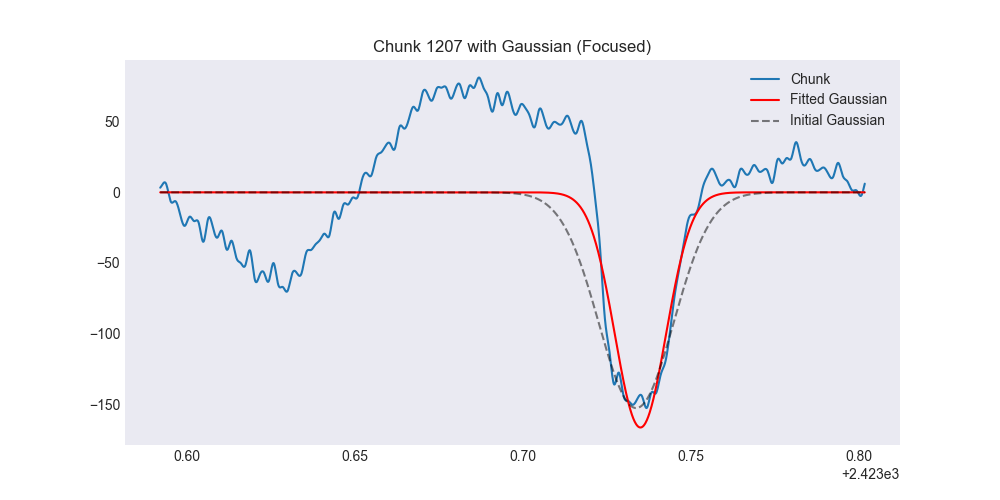 Chunk 1207 with Gaussian (Focused)
Chunk
Fitted Gaussian
Initial Gaussian
50
0
−50
−100
−150
0.60 0.65 0.70 0.75 0.80
+2.423e3